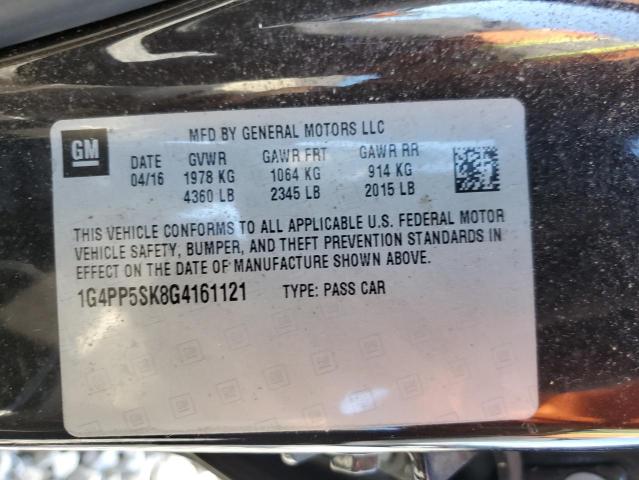 MFD BY GENERAL MOTORS LLC
GM
DATE GVWR GAWR FRT GAWR RR
04/16 1978 KG 1064 KG 914 KG
4360 LB 2345 LB 2015 LB
THIS VEHICLE CONFORMS TO ALL APPLICABLE U.S. FEDERAL MOTOR
VEHICLE SAFETY, BUMPER, AND THEFT PREVENTION STANDARDS IN
EFFECT ON THE DATE OF MANUFACTURE SHOWN ABOVE.
1G4PP5SK8G4161121 TYPE: PASS CAR